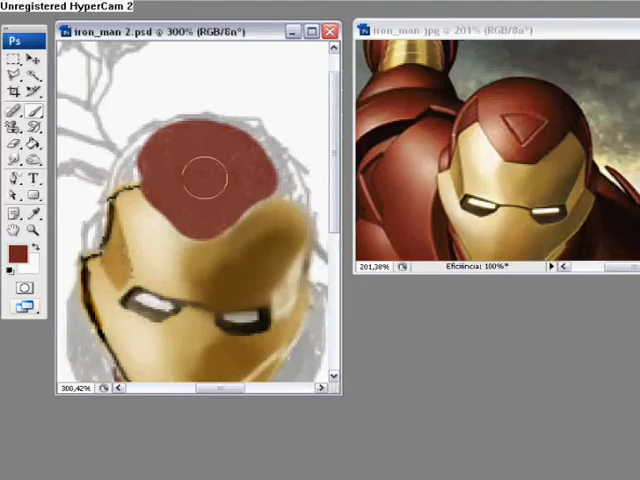 Unregistered HyperCam 2
Ps
iron_man 2.psd @ 300% (RGB/8#*)
iron_man.jpg @ 201% (RGB/8#*)
T
201,38%
Eficiência: 100%*
300,42%